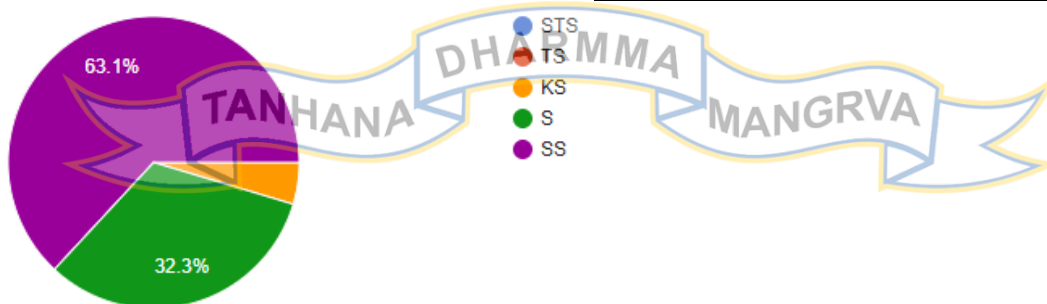 63.1%
32.3%
STS
TS
KS
S
SS
TANHANA
DHARMMA
MANGRVA